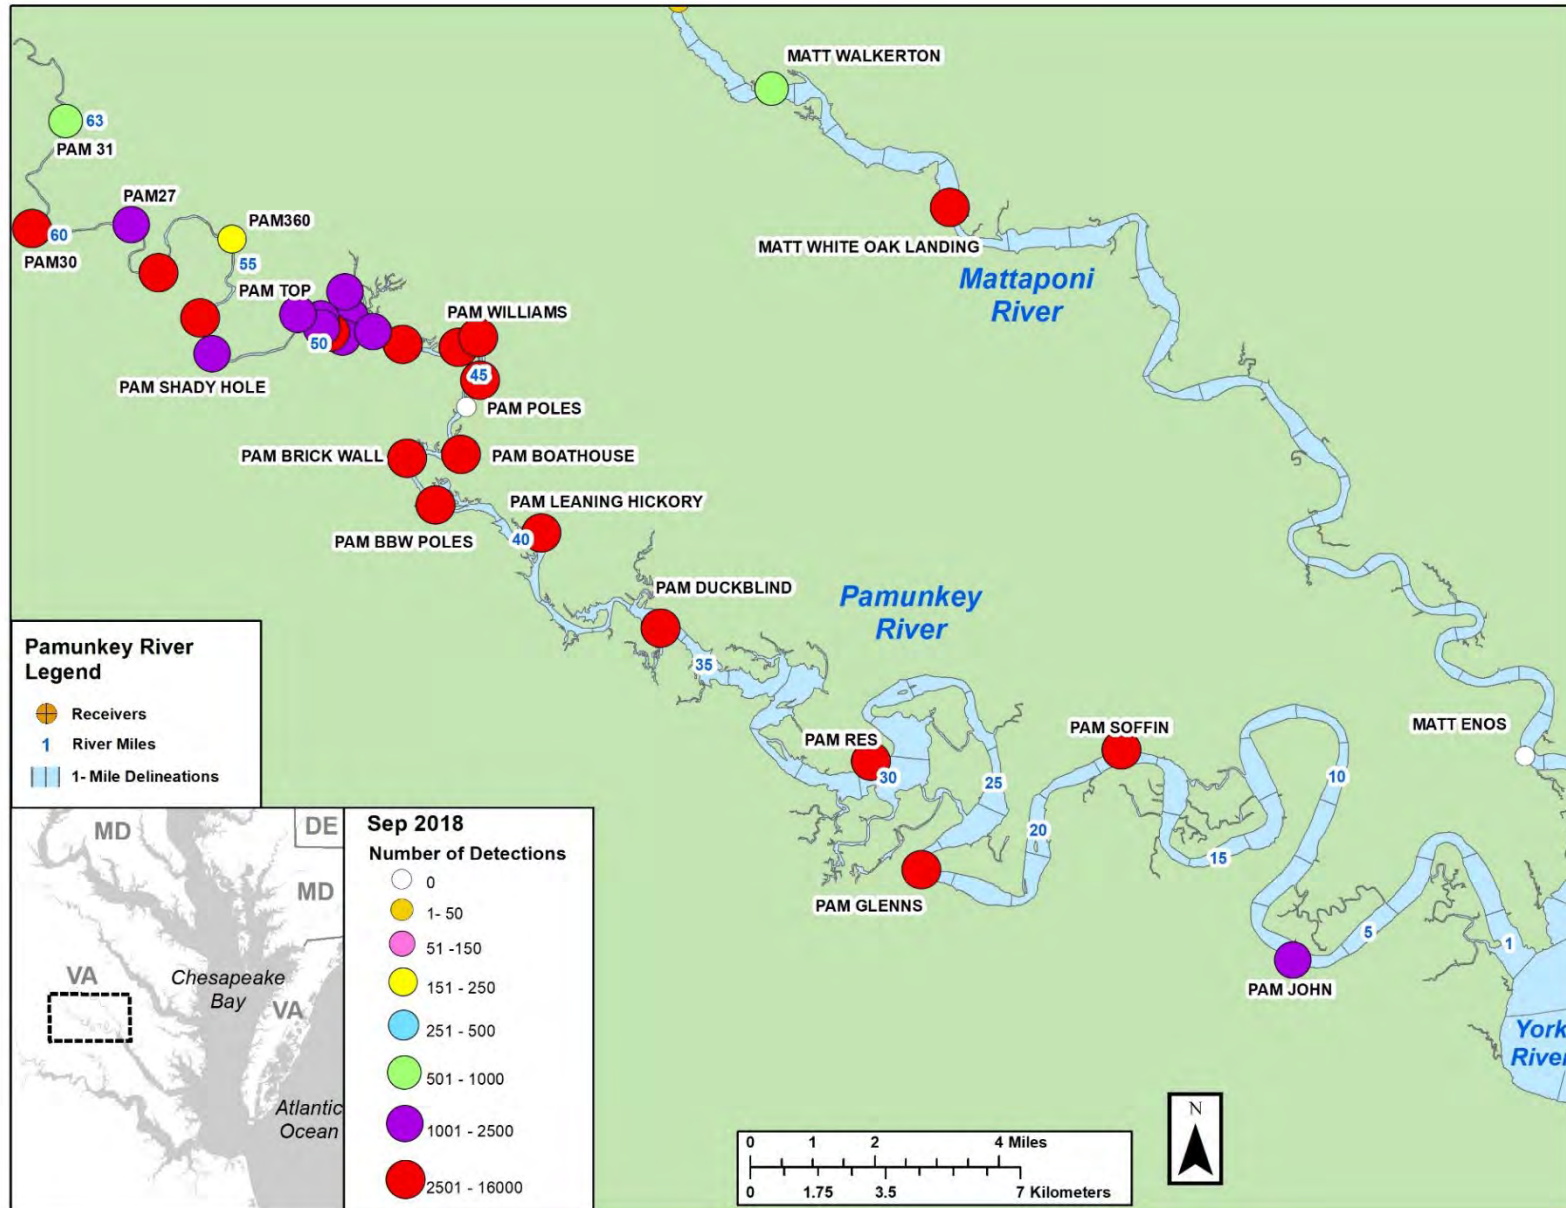 MATT WALKERTON
63
PAM 31
PAM27
PAM360
60
PAM30
55
MATT WHITE OAK LANDING
Mattaponi
River
PAM TOP
PAM WILLIAMS
50
45
PAM SHADY HOLE
PAM POLES
PAM BRICK WALL
PAM BOATHOUSE
PAM LEANING HICKORY
PAM BBW POLES
40
PAM DUCKBLIND
Pamunkey
River
35
PAM RES
30
25
PAM SOFFIN
10
MATT ENOS
20
15
PAM GLENNS
5
1
PAM JOHN
York
River
Pamunkey River
Legend
Receivers
1 River Miles
1- Mile Delineations
MD
DE
MD
VA
Chesapeake
Bay
VA
Atlantic
Ocean
Sep 2018
Number of Detections
0
1- 50
51 -150
151 - 250
251 - 500
501 - 1000
1001 - 2500
2501 - 16000
0 1 2 4 Miles
0 1.75 3.5 7 Kilometers
N